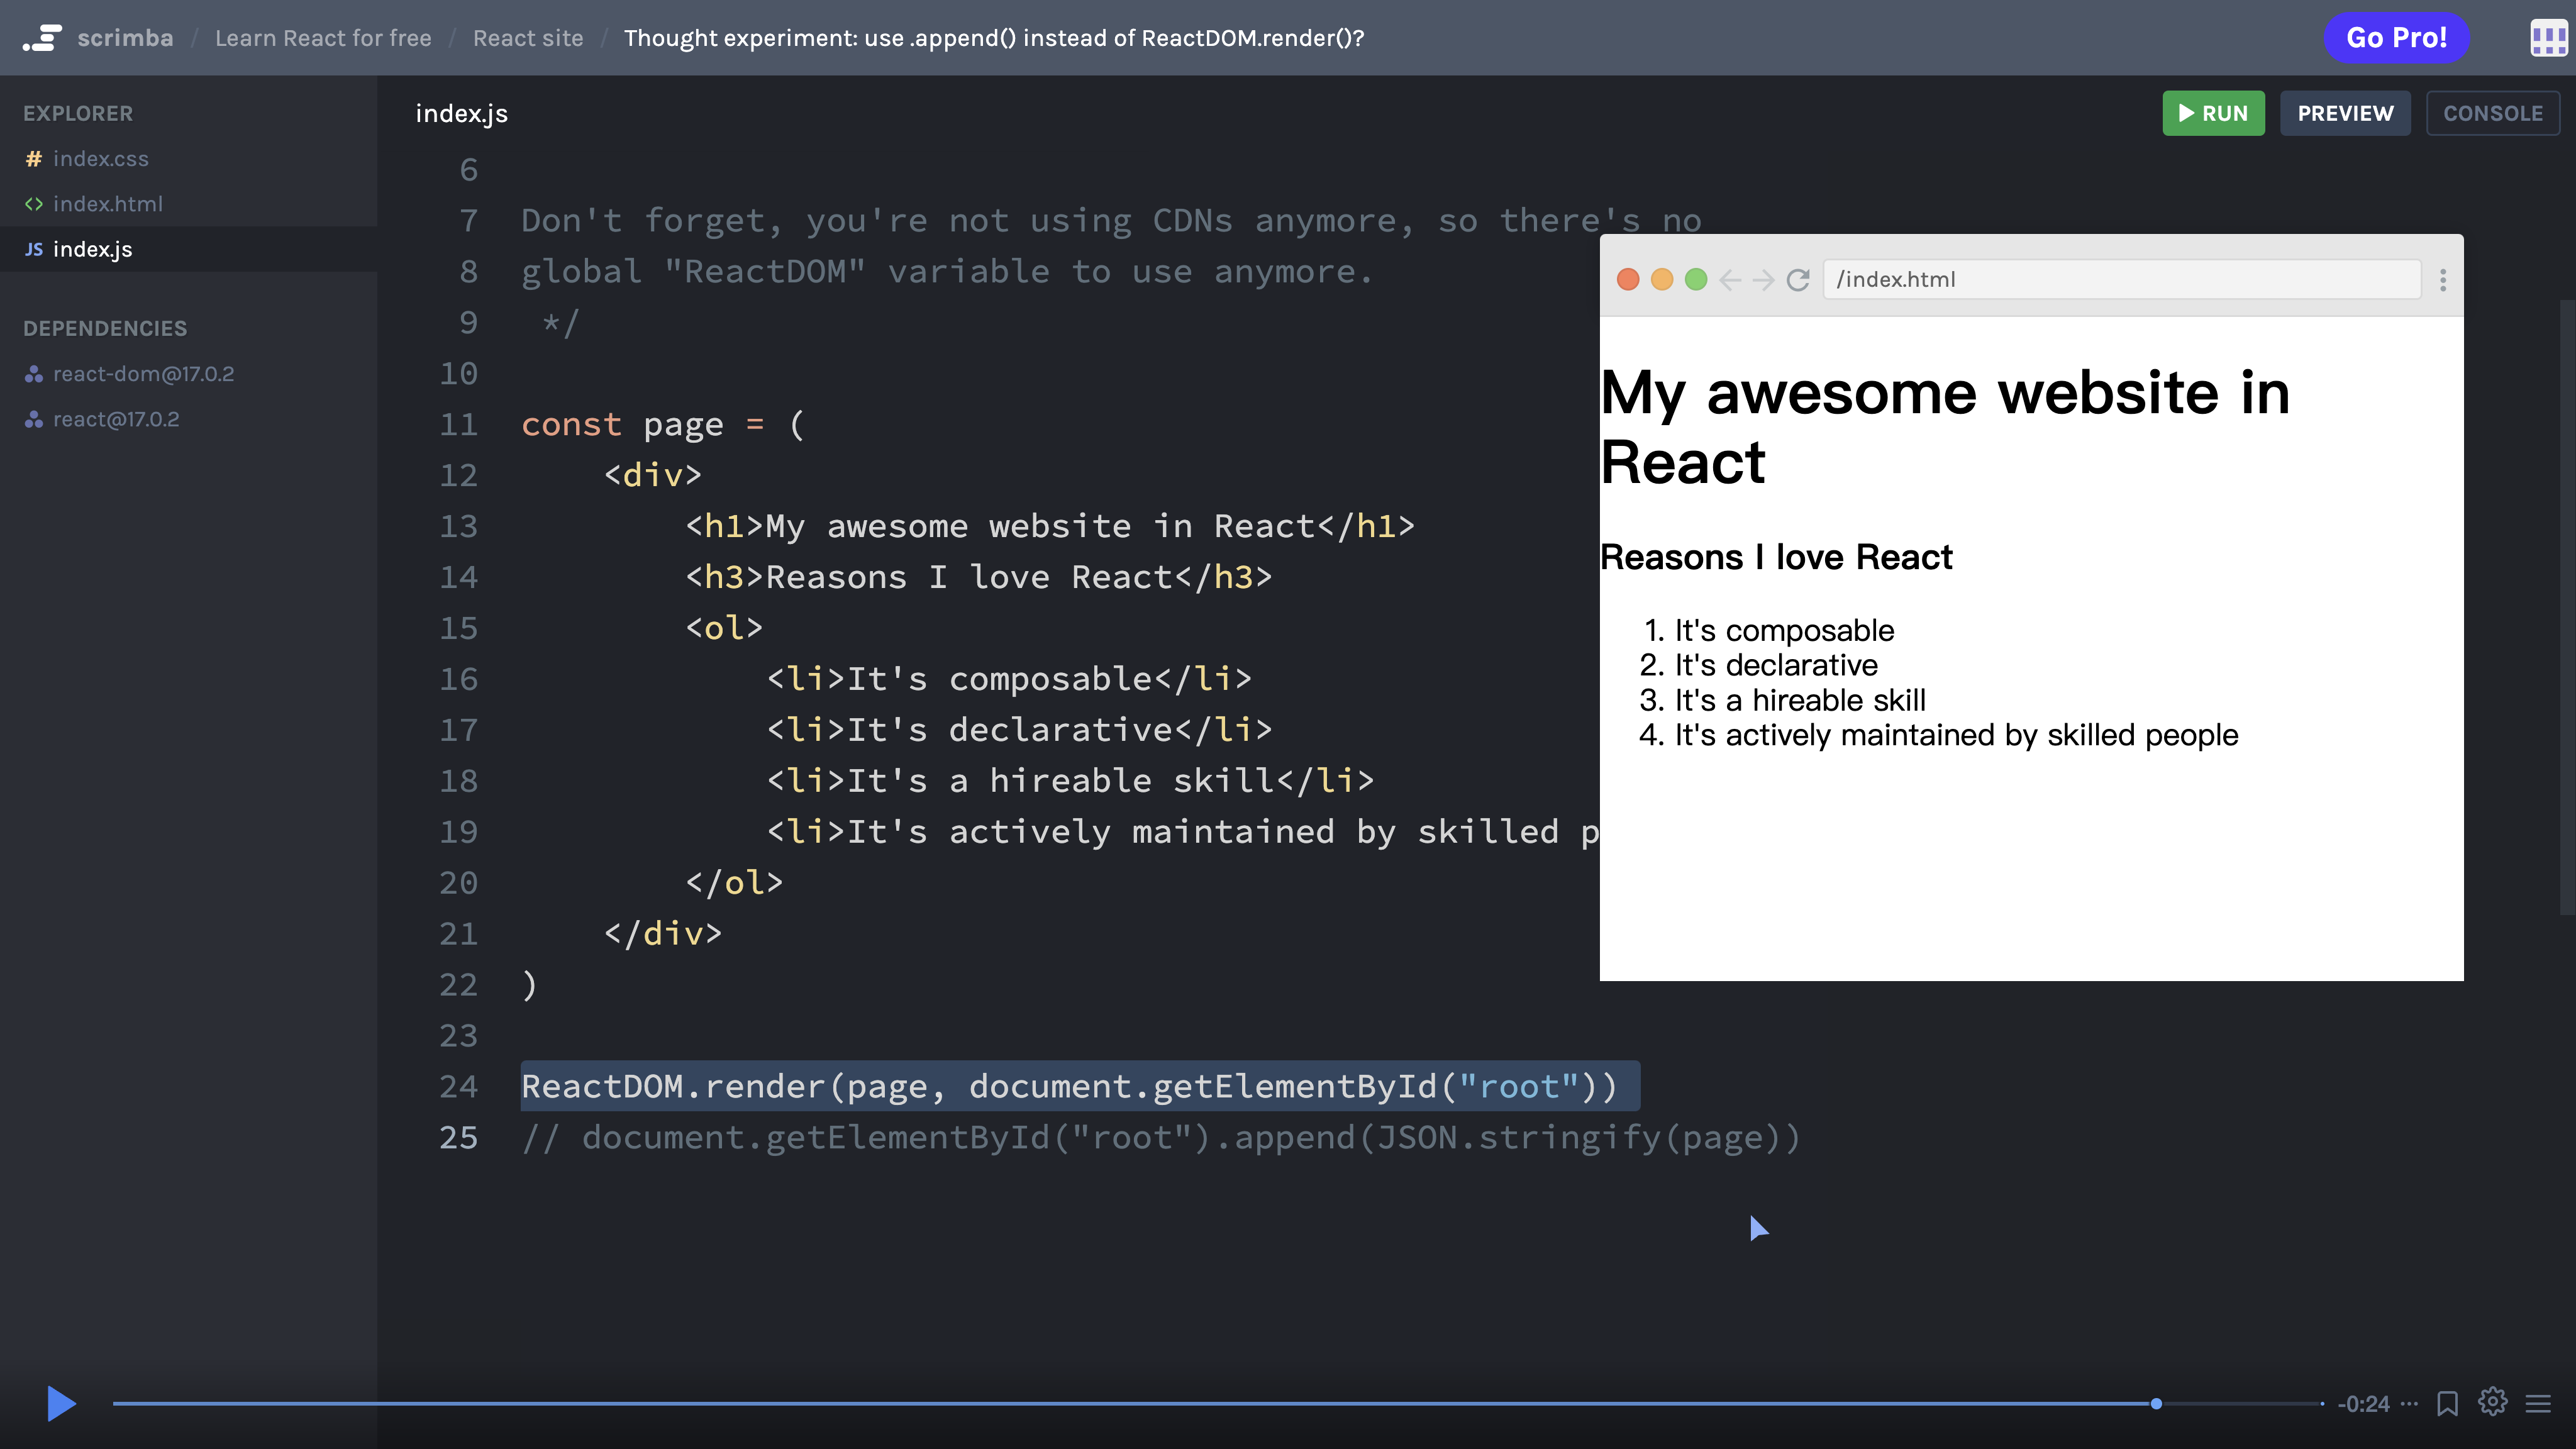 scrimba / Learn React for free / React site / Thought experiment: use .append() instead of ReactDOM.render()?
Go Pro!
EXPLORER
# index.css
<> index.html
JS index.js
DEPENDENCIES
react-dom@17.0.2
react@17.0.2
index.js
RUN
PREVIEW
CONSOLE
6
7 Don't forget, you're not using CDNs anymore, so there's no
8 global "ReactDOM" variable to use anymore.
9 */
10
11 const page = (
12 <div>
13 <h1>My awesome website in React</h1>
14 <h3>Reasons I love React</h3>
15 <ol>
16 <li>It's composable</li>
17 <li>It's declarative</li>
18 <li>It's a hireable skill</li>
19 <li>It's actively maintained by skilled p
20 </ol>
21 </div>
22 )
23
24 ReactDOM.render(page, document.getElementById("root"))
25 // document.getElementById("root").append(JSON.stringify(page))
/index.html
My awesome website in
React
Reasons I love React
1. It's composable
2. It's declarative
3. It's a hireable skill
4. It's actively maintained by skilled people
-0:24